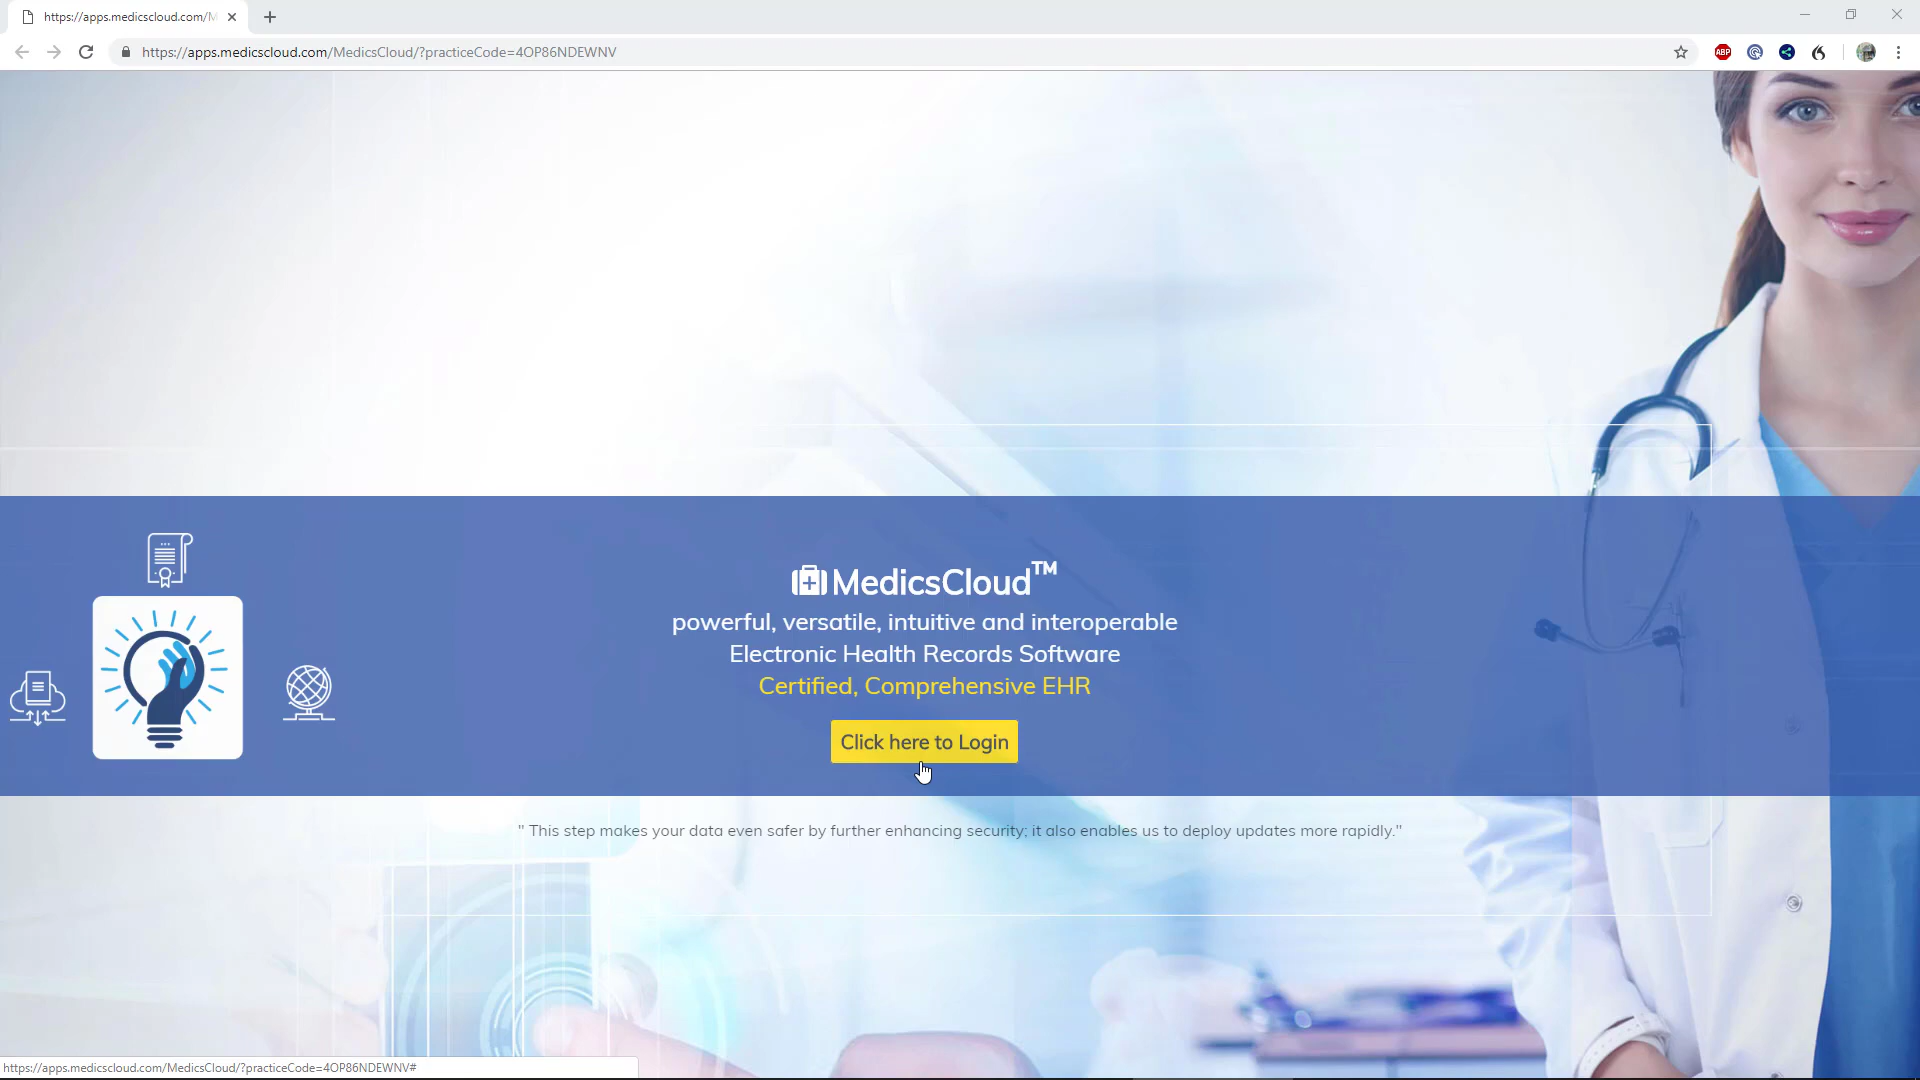 https://apps.medicscloud.com/M
https://apps.medicscloud.com/MedicsCloud/?practiceCode=4OP86NDEWNV
ABP
MedicsCloud™
powerful, versatile, intuitive and interoperable
Electronic Health Records Software
Certified, Comprehensive EHR
Click here to Login
" This step makes your data even safer by further enhancing security; it also enables us to deploy updates more rapidly."
https://apps.medicscloud.com/MedicsCloud/?practiceCode=4OP86NDEWNV#